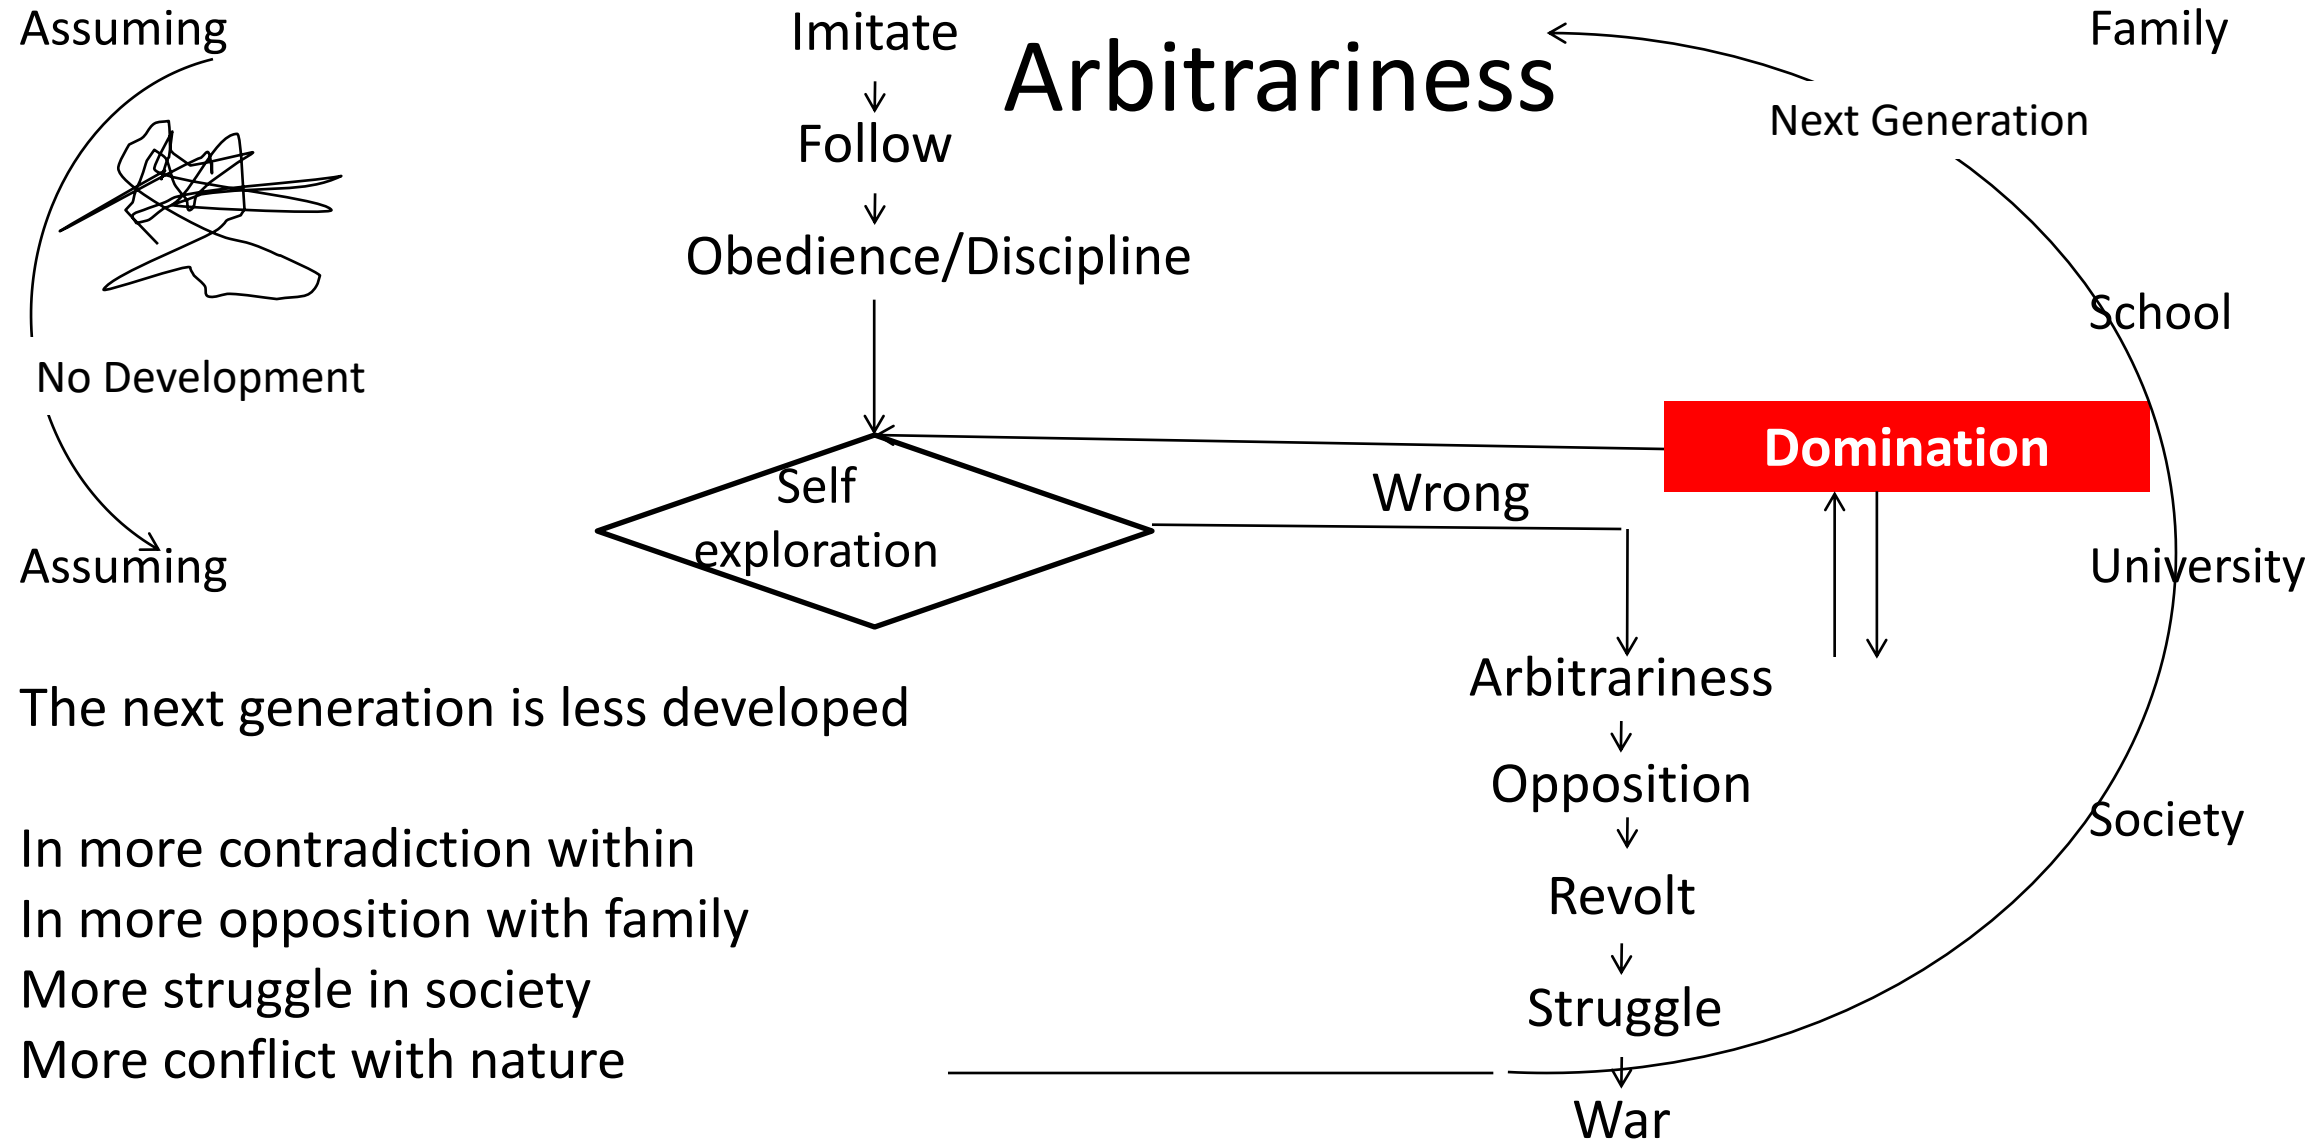 Assuming
Imitate
Arbitrariness
Family
Next Generation
Follow
Obedience/Discipline
School
No Development
Domination
Self
exploration
Wrong
Assuming
University
Arbitrariness
The next generation is less developed
Opposition
Society
In more contradiction within
Revolt
In more opposition with family
More struggle in society
Struggle
More conflict with nature
War